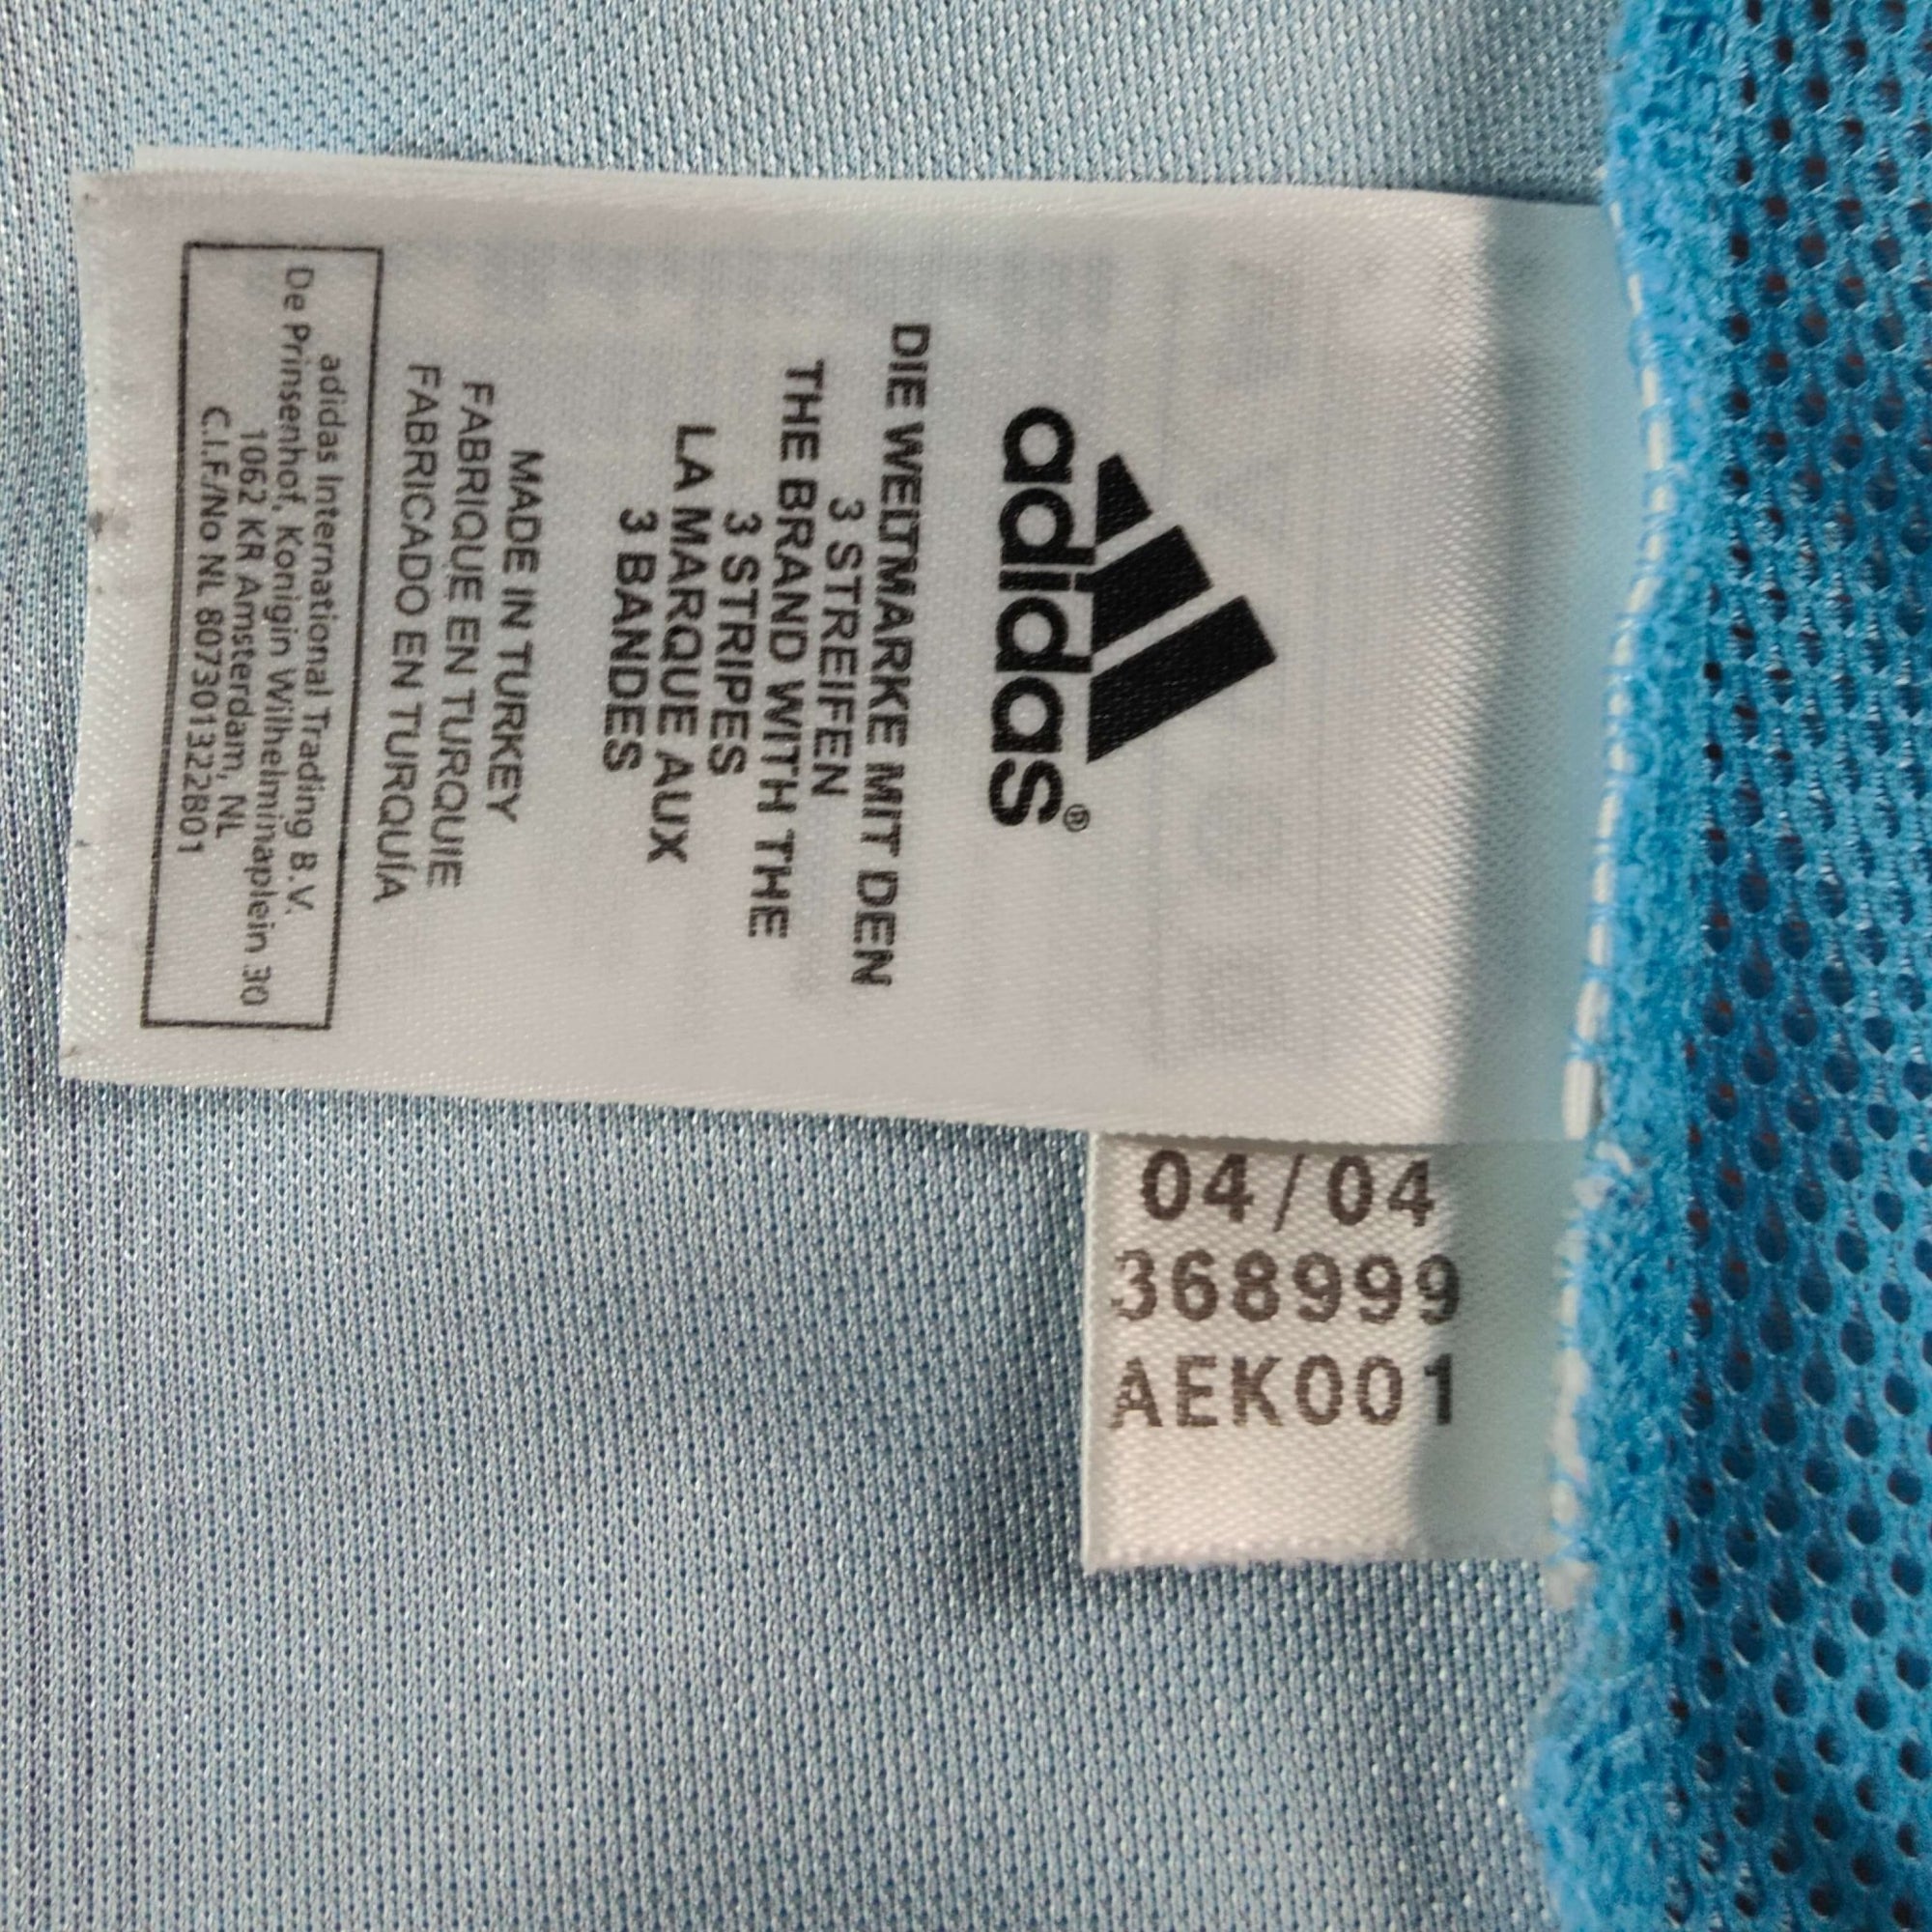 adidas®
DIE WELTMARKE MIT DEN
3 STREIFEN
THE BRAND WITH THE
3 STRIPES
LA MARQUE AUX
3 BANDES
MADE IN TURKEY
FABRIQUE EN TURQUIE
FABRICADO EN TURQUÍA
adidas International Trading B.V.
De Prinsenhof, Konigin Wilhelminaplein 30
1062 KR Amsterdam, NL
C.I.F./No NL 807301322B01
04/04
368999
AEK001